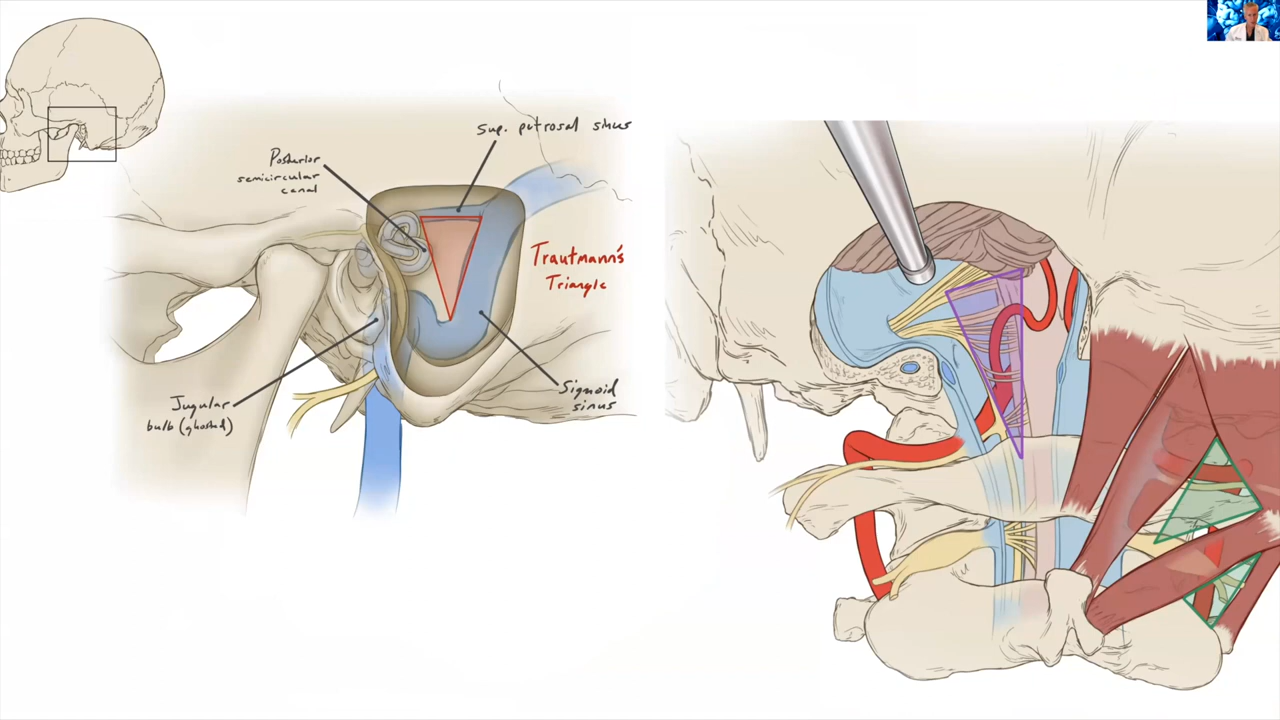 sup. petrosal sinus
Posterior
semicircular
canal
Trautmann's
Triangle
Jugular
bulb (ghosted)
Sigmoid
sinus